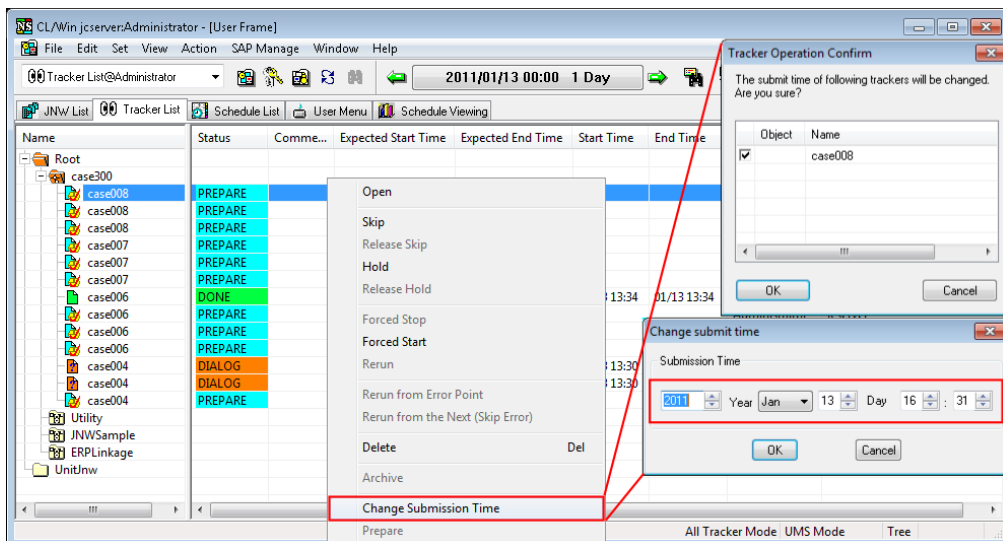 CL/Win jcserver:Administrator - [User Frame]
File Edit Set View Action SAP Manage Window Help
Tracker List@Administrator
2011/01/13 00:00 1 Day
JNW List
Tracker List
Schedule List
User Menu
Schedule Viewing
Name Status Comme... Expected Start Time Expected End Time Start Time End Time
Root
case300
case008 PREPARE
case008 PREPARE
case008 PREPARE
case007 PREPARE
case007 PREPARE
case007 PREPARE
case006 DONE 13:34 01/13 13:34
case006 PREPARE
case006 PREPARE
case006 PREPARE
case004 DIALOG 13:30
case004 DIALOG 13:30
case004 PREPARE
Utility
JNWSample
ERPLinkage
UnitJnw
Open
Skip
Release Skip
Hold
Release Hold
Forced Stop
Forced Start
Rerun
Rerun from Error Point
Rerun from the Next (Skip Error)
Delete Del
Archive
Change Submission Time
Prepare
Tracker Operation Confirm
The submit time of following trackers will be changed.
Are you sure?
Object Name
case008
OK Cancel
Change submit time
Submission Time
2011 Year Jan 13 Day 16 : 31
OK Cancel
All Tracker Mode UMS Mode Tree